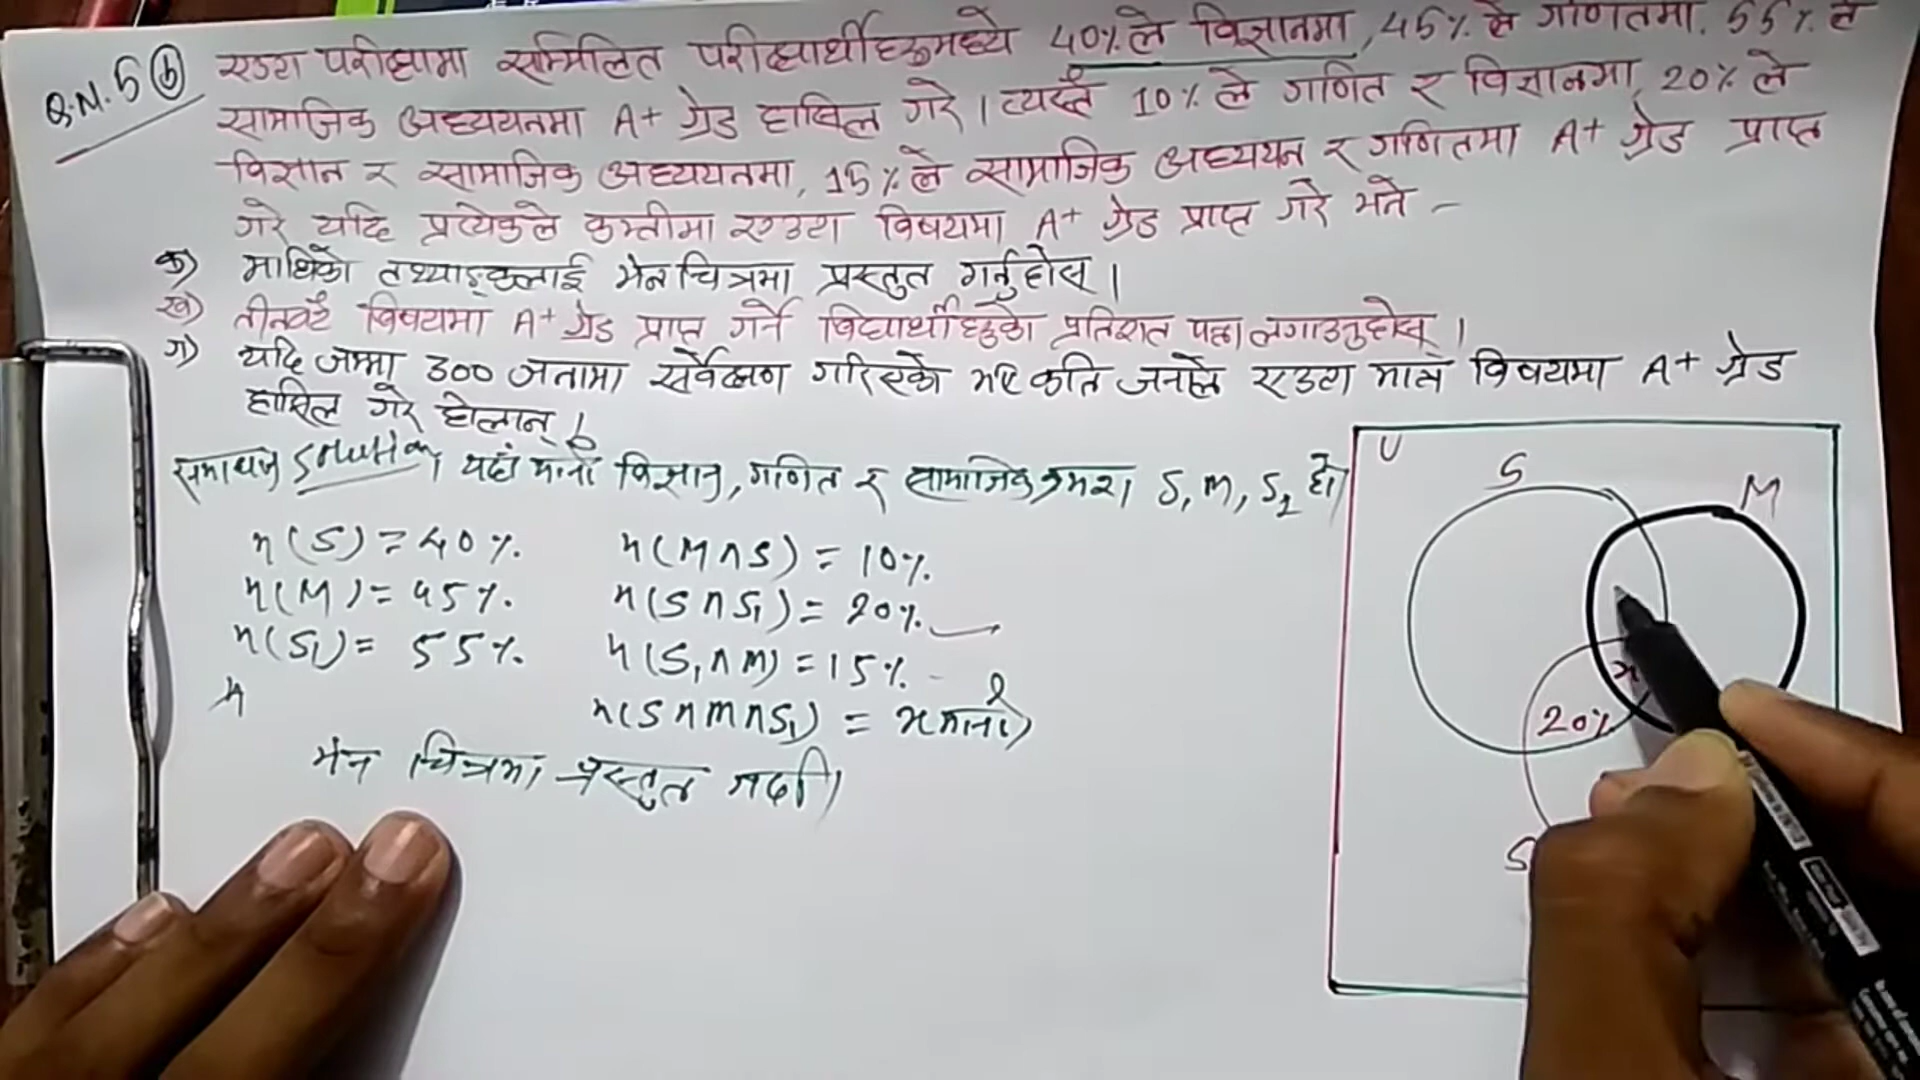 Q.N. 5 (b) एउटा परीक्षामा सम्मिलित परीक्षार्थीहरूमध्ये 40% ले विज्ञानमा, 45% ले गणितमा, 55% ले
सामाजिक अध्ययनमा A+ ग्रेड हासिल गरे । त्यस्तै 10% ले गणित र विज्ञानमा, 20% ले
विज्ञान र सामाजिक अध्ययनमा, 15% ले सामाजिक अध्ययन र गणितमा A+ ग्रेड प्राप्त
गरे यदि प्रत्येकले कम्तीमा एउटा विषयमा A+ ग्रेड प्राप्त गरे भने –
क) माथिको तथ्याङ्कलाई भेनचित्रमा प्रस्तुत गर्नुहोस् ।
ख) तीनवटै विषयमा A+ ग्रेड प्राप्त गर्ने विद्यार्थीहरूको प्रतिशत पत्ता लगाउनुहोस् ।
ग) यदि जम्मा 300 जनामा सर्वेक्षण गरिएको भए कति जनाले एउटा मात्र विषयमा A+ ग्रेड
हासिल गरे होलान् ?
समाधान Solution, यहाँ मानौं विज्ञान, गणित र सामाजिक क्रमशः S, M, S₁ हो
n(S) = 40% n(M∩S) = 10%
n(M) = 45% n(S∩S₁) = 20%
n(S₁) = 55% n(S₁∩M) = 15%
n n(S∩M∩S₁) = x मानौं
भेन चित्रमा प्रस्तुत गर्दा
U
S
M
x
20%
S